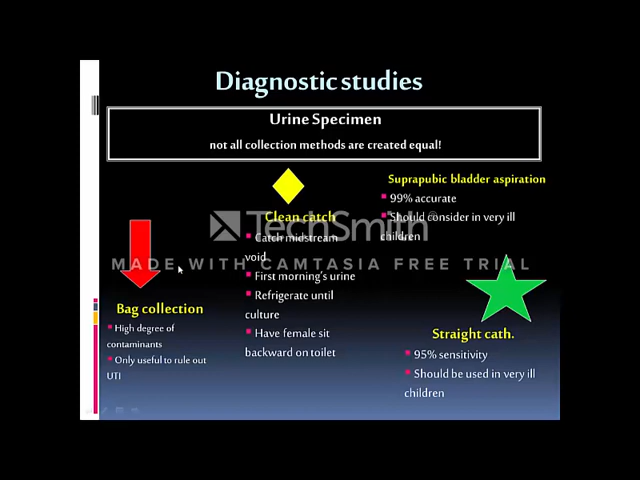 Diagnostic studies
Urine Specimen
not all collection methods are created equal!
Suprapubic bladder aspiration
99% accurate
Should consider in very ill
children
Clean catch
Catch midstream
void
First morning's urine
Refrigerate until
culture
Have female sit
backward on toilet
TechSmith
MADE WITH CAMTASIA FREE TRIAL
Bag collection
High degree of
contaminants
Only useful to rule out
UTI
Straight cath.
95% sensitivity
Should be used in very ill
children